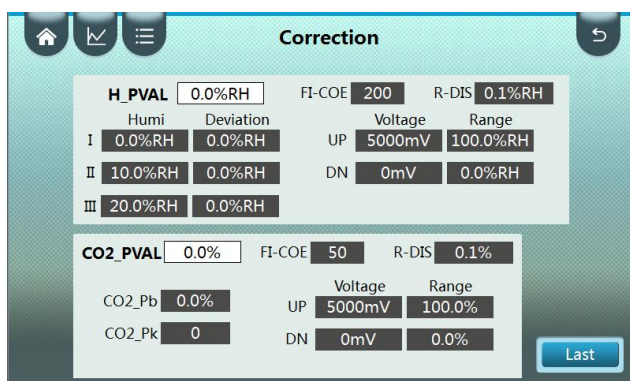 Correction
H_PVAL 0.0%RH FI-COE 200 R-DIS 0.1%RH
Humi Deviation Voltage Range
I 0.0%RH 0.0%RH UP 5000mV 100.0%RH
II 10.0%RH 0.0%RH DN 0mV 0.0%RH
III 20.0%RH 0.0%RH
CO2_PVAL 0.0% FI-COE 50 R-DIS 0.1%
Voltage Range
CO2_Pb 0.0% UP 5000mV 100.0%
CO2_Pk 0 DN 0mV 0.0%
Last